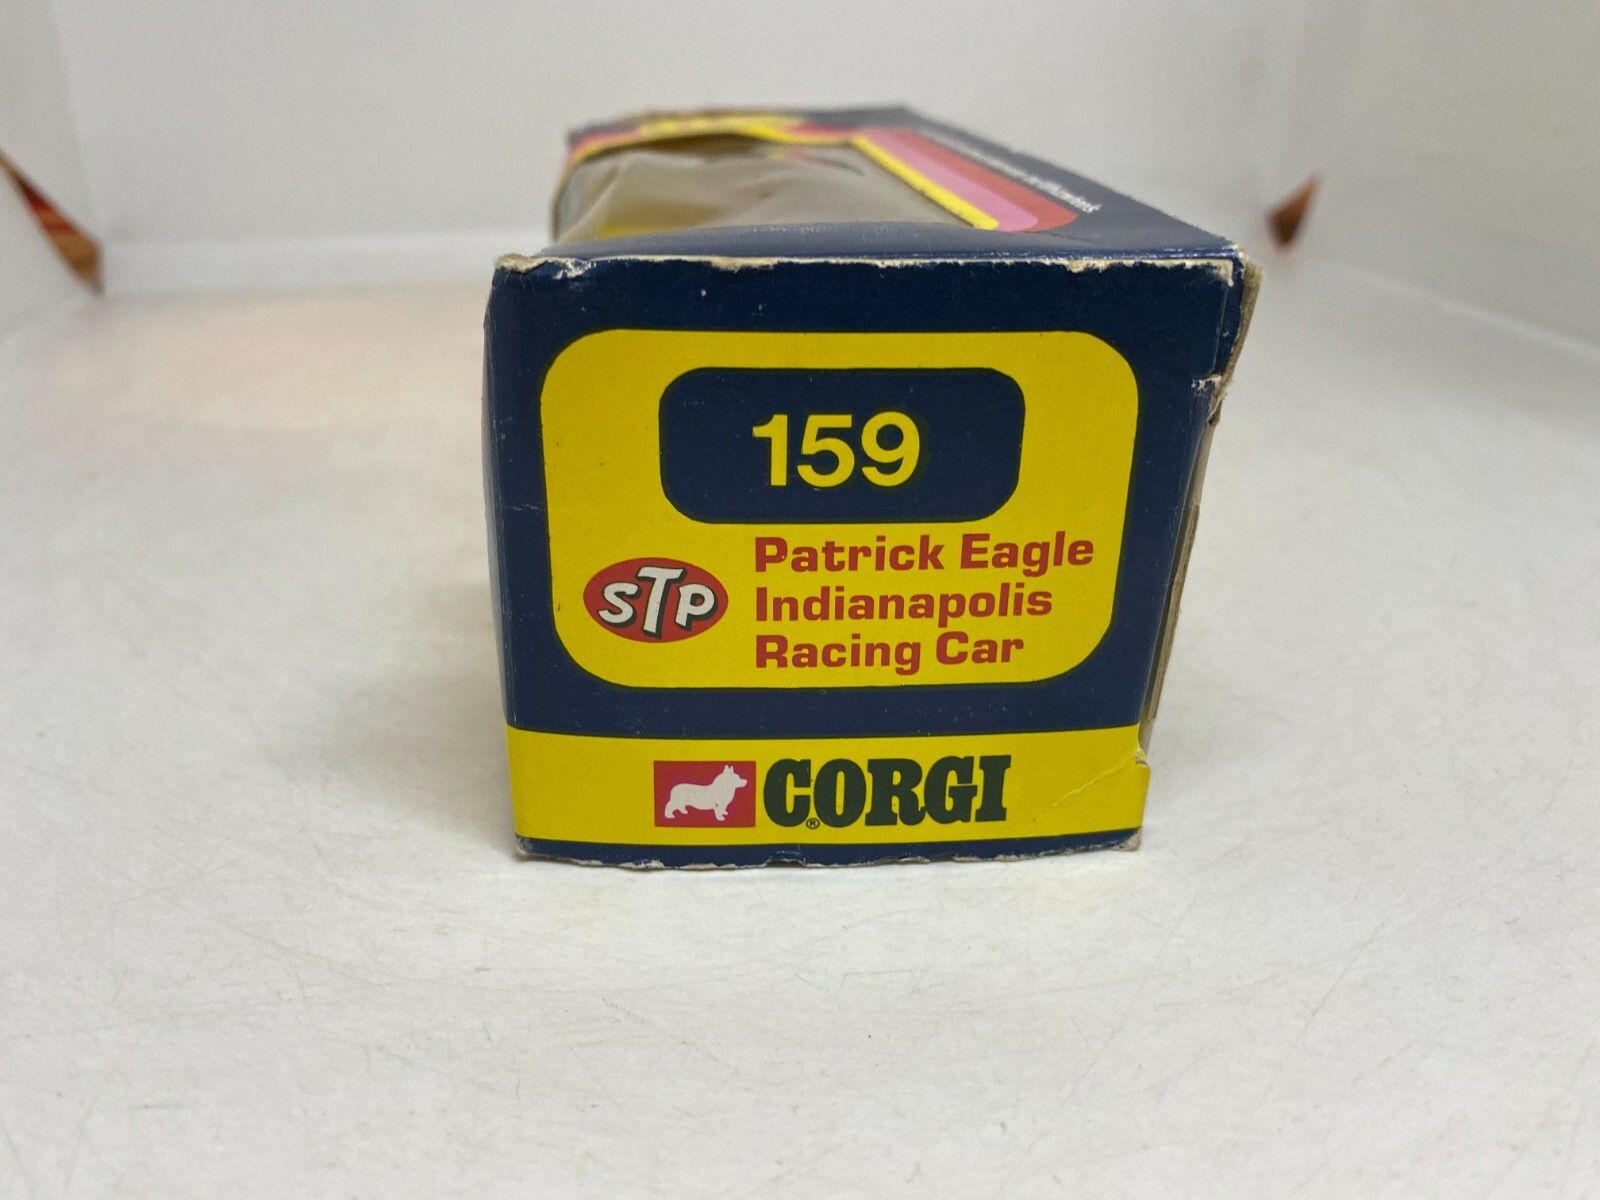 159
STP
Patrick Eagle
Indianapolis
Racing Car
CORGI
®